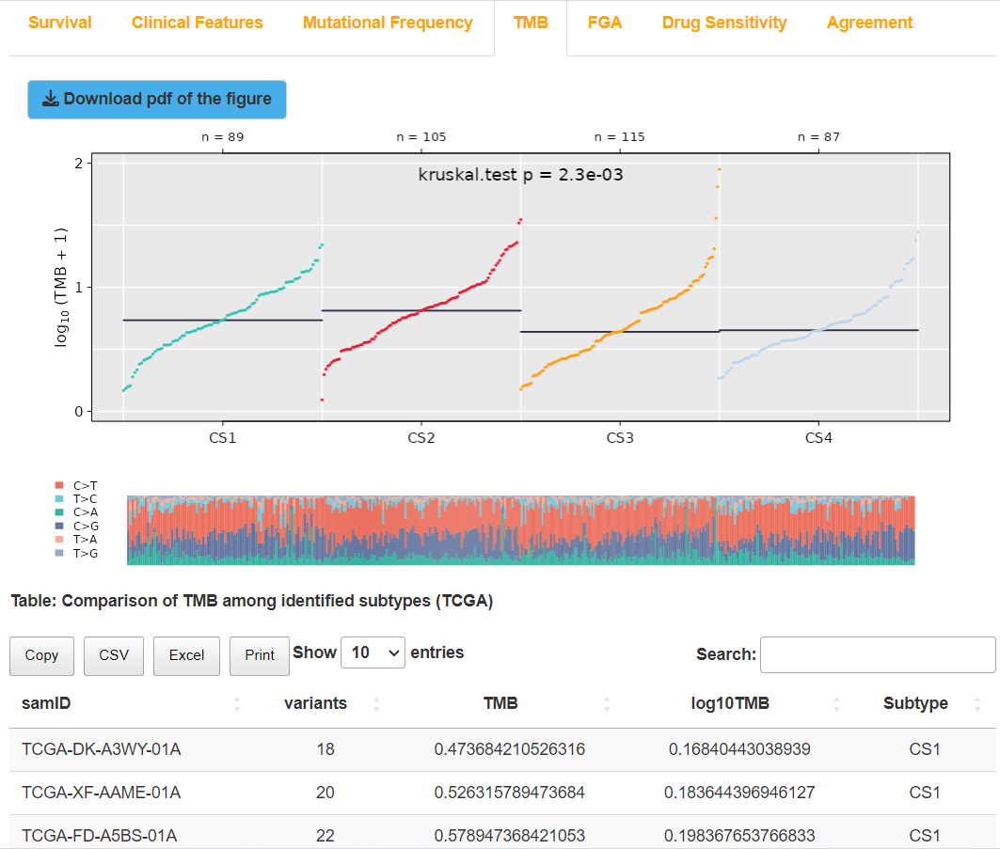 Survival Clinical Features Mutational Frequency TMB FGA Drug Sensitivity Agreement
Download pdf of the figure
n = 89 n = 105 n = 115 n = 87
kruskal.test p = 2.3e-03
2
1
0
log10 (TMB + 1)
CS1 CS2 CS3 CS4
C>T
T>C
C>A
C>G
T>A
T>G
Table: Comparison of TMB among identified subtypes (TCGA)
Copy CSV Excel Print Show 10 entries Search:
samID variants TMB log10TMB Subtype
TCGA-DK-A3WY-01A 18 0.473684210526316 0.16840443038939 CS1
TCGA-XF-AAME-01A 20 0.526315789473684 0.183644396946127 CS1
TCGA-FD-A5BS-01A 22 0.578947368421053 0.198367653766833 CS1